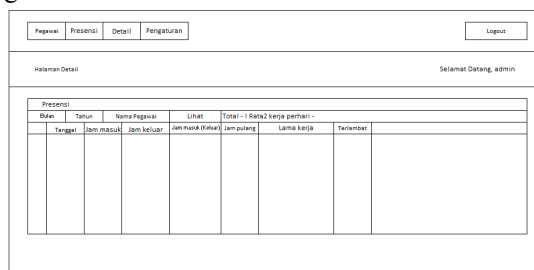 Pegawai Presensi Detail Pengaturan Logout
Halaman Detail Selamat Datang, admin
Presensi
Bulan Tahun Nama Pegawai Lihat Total - I Rata2 kerja perhari -
Tanggal Jam masuk Jam keluar Jam masuk (Keluar) Jam pulang Lama kerja Terlambat